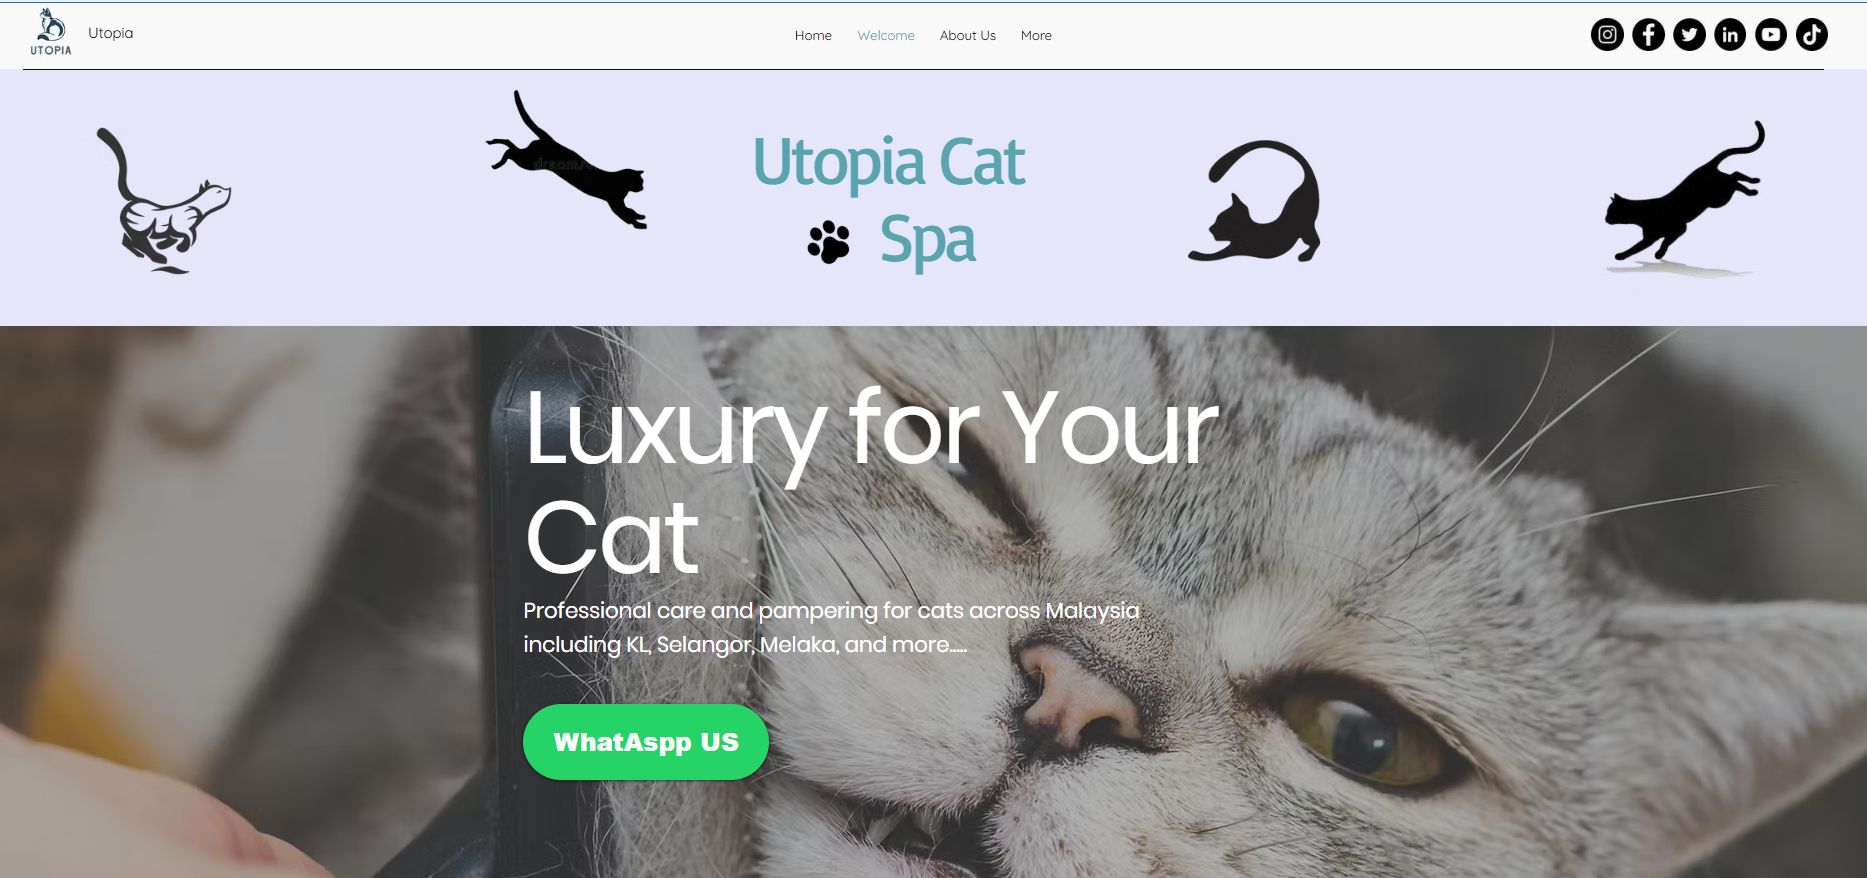 UTOPIA
Utopia
Home Welcome About Us More
Utopia Cat
Spa
Luxury for Your
Cat
Professional care and pampering for cats across Malaysia
including KL, Selangor, Melaka, and more.....
WhatAspp US